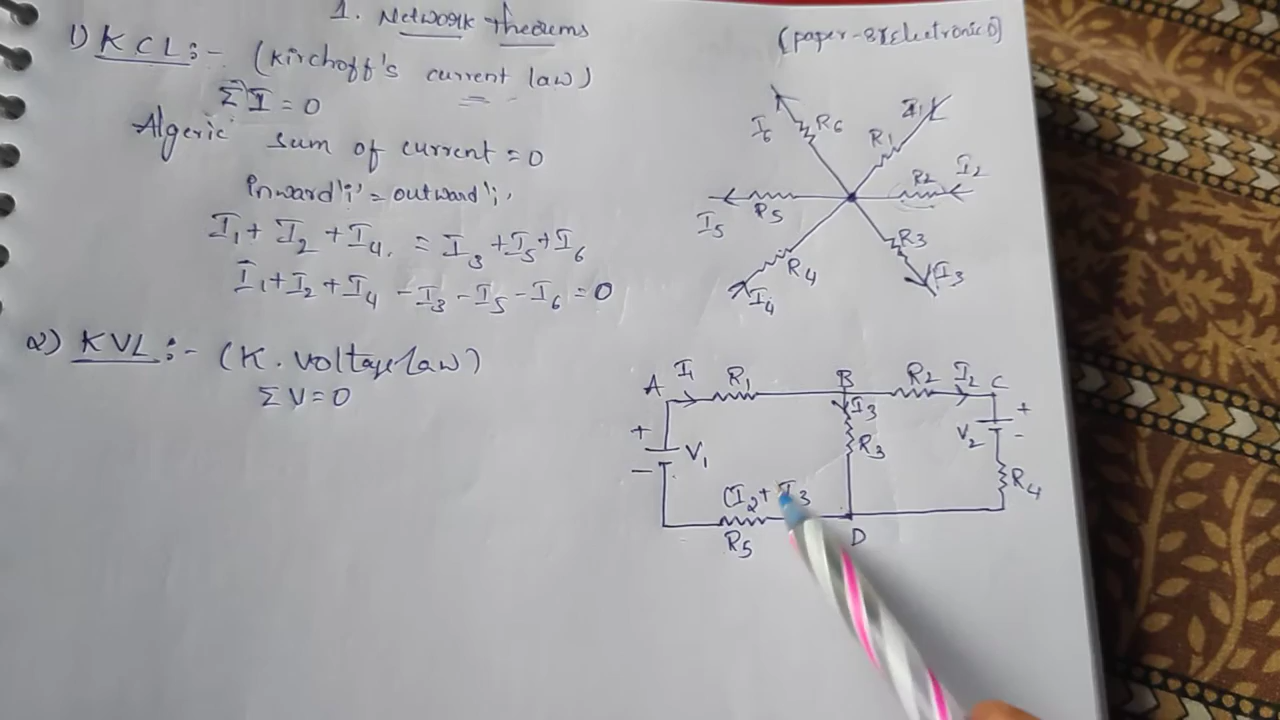 1. Network theorems
(paper-8 Electronics)
1) KCL:- (Kirchoff's current law)
ΣI = 0
Algeric sum of current = 0
Inward 'i' = outward 'i'
I1 + I2 + I4 = I3 + I5 + I6
I1 + I2 + I4 - I3 - I5 - I6 = 0
I6 R6 R1 I1
R2 I2
I5 R5
R3 I3
R4 I4
2) KVL:- (K. Voltage law)
ΣV = 0
A I1 R1 B R2 I2 C
I3
+ - V1
R3
V2 + -
R4
(I2 + I3
R5 D